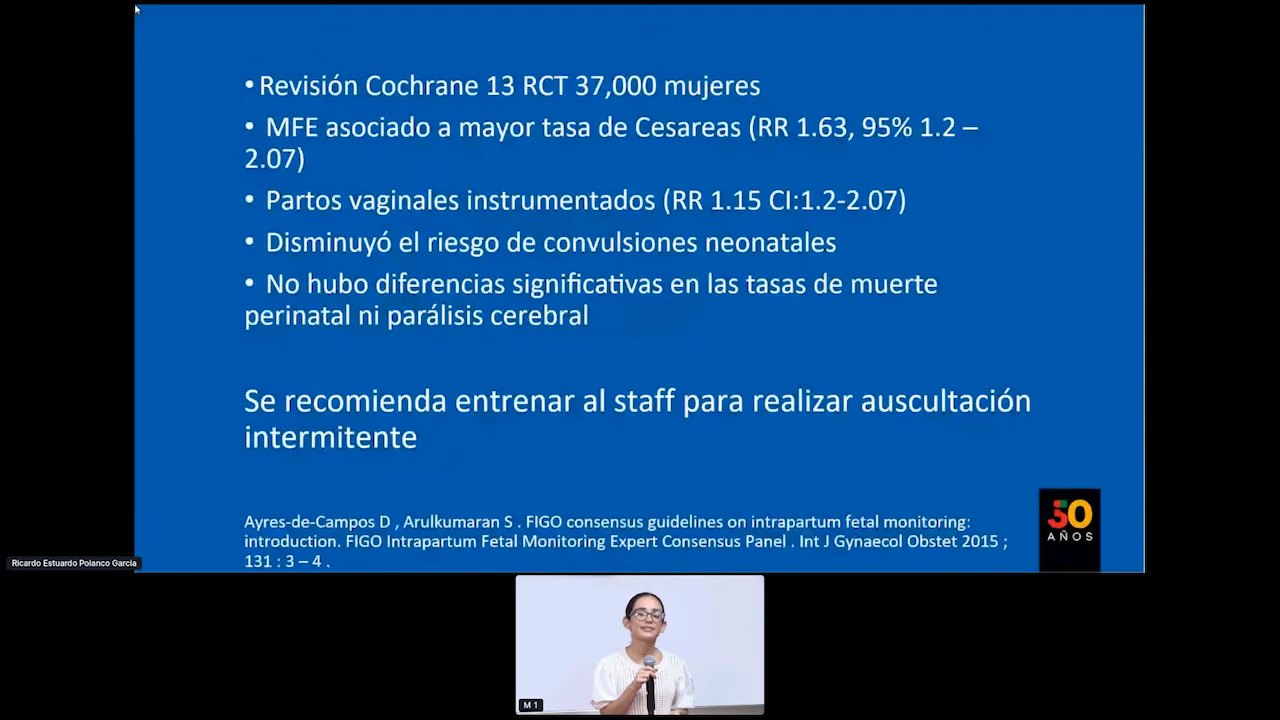 • Revisión Cochrane 13 RCT 37,000 mujeres
• MFE asociado a mayor tasa de Cesareas (RR 1.63, 95% 1.2 –
2.07)
• Partos vaginales instrumentados (RR 1.15 CI:1.2-2.07)
• Disminuyó el riesgo de convulsiones neonatales
• No hubo diferencias significativas en las tasas de muerte
perinatal ni parálisis cerebral
Se recomienda entrenar al staff para realizar auscultación
intermitente
Ayres-de-Campos D , Arulkumaran S . FIGO consensus guidelines on intrapartum fetal monitoring:
introduction. FIGO Intrapartum Fetal Monitoring Expert Consensus Panel . Int J Gynaecol Obstet 2015 ;
131 : 3 – 4 .
50
AÑOS
Ricardo Estuardo Polanco Garcia
M 1